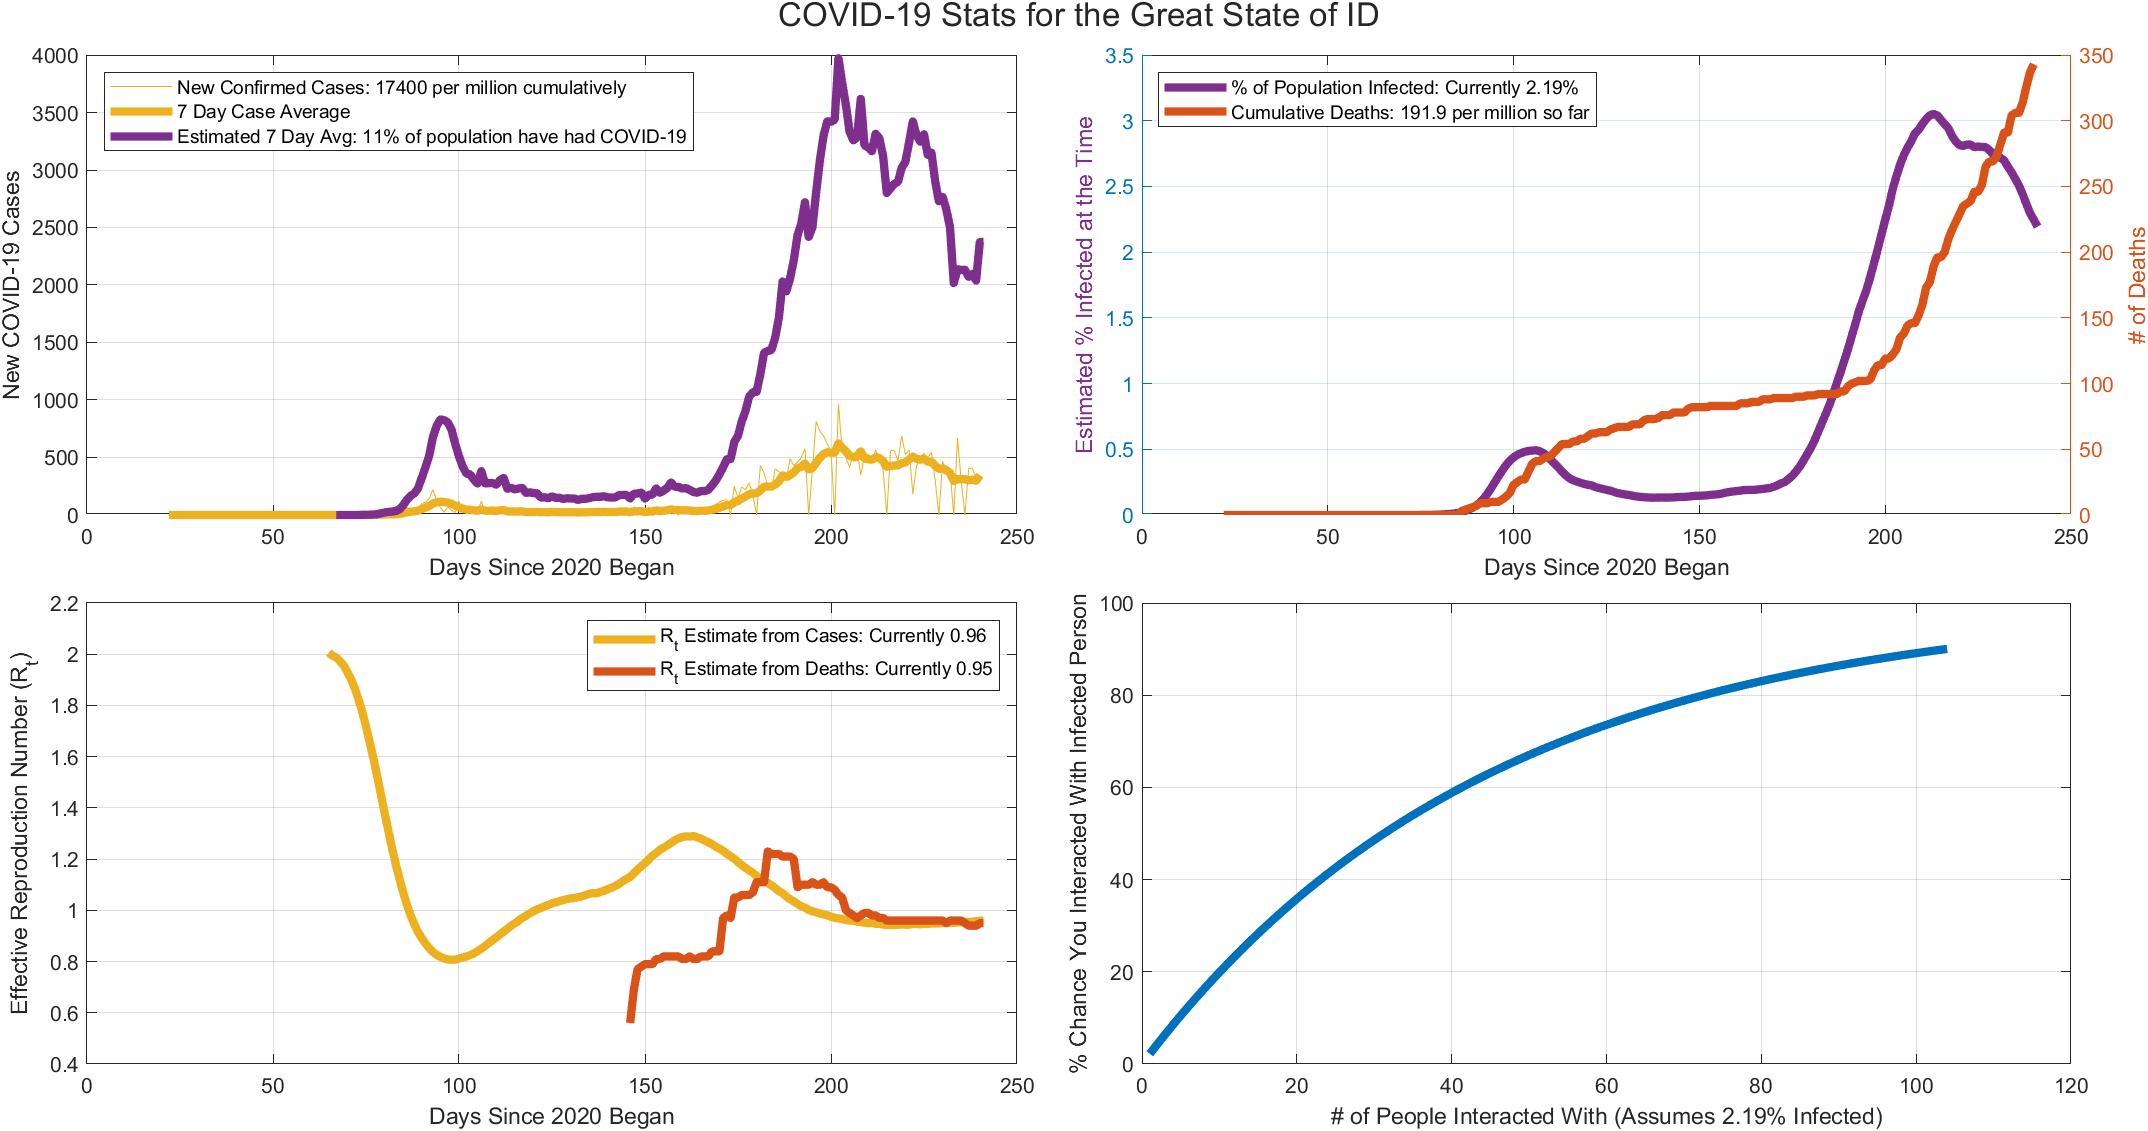 COVID-19 Stats for the Great State of ID
New COVID-19 Cases
4000
3500
3000
2500
2000
1500
1000
500
0
New Confirmed Cases: 17400 per million cumulatively
7 Day Case Average
Estimated 7 Day Avg: 11% of population have had COVID-19
0 50 100 150 200 250
Days Since 2020 Began
Estimated % Infected at the Time
3.5
3
2.5
2
1.5
1
0.5
0
% of Population Infected: Currently 2.19%
Cumulative Deaths: 191.9 per million so far
350
300
250
200
150
100
50
0
# of Deaths
0 50 100 150 200 250
Days Since 2020 Began
Effective Reproduction Number (Rt)
2.2
2
1.8
1.6
1.4
1.2
1
0.8
0.6
0.4
Rt Estimate from Cases: Currently 0.96
Rt Estimate from Deaths: Currently 0.95
0 50 100 150 200 250
Days Since 2020 Began
% Chance You Interacted With Infected Person
100
80
60
40
20
0
0 20 40 60 80 100 120
# of People Interacted With (Assumes 2.19% Infected)